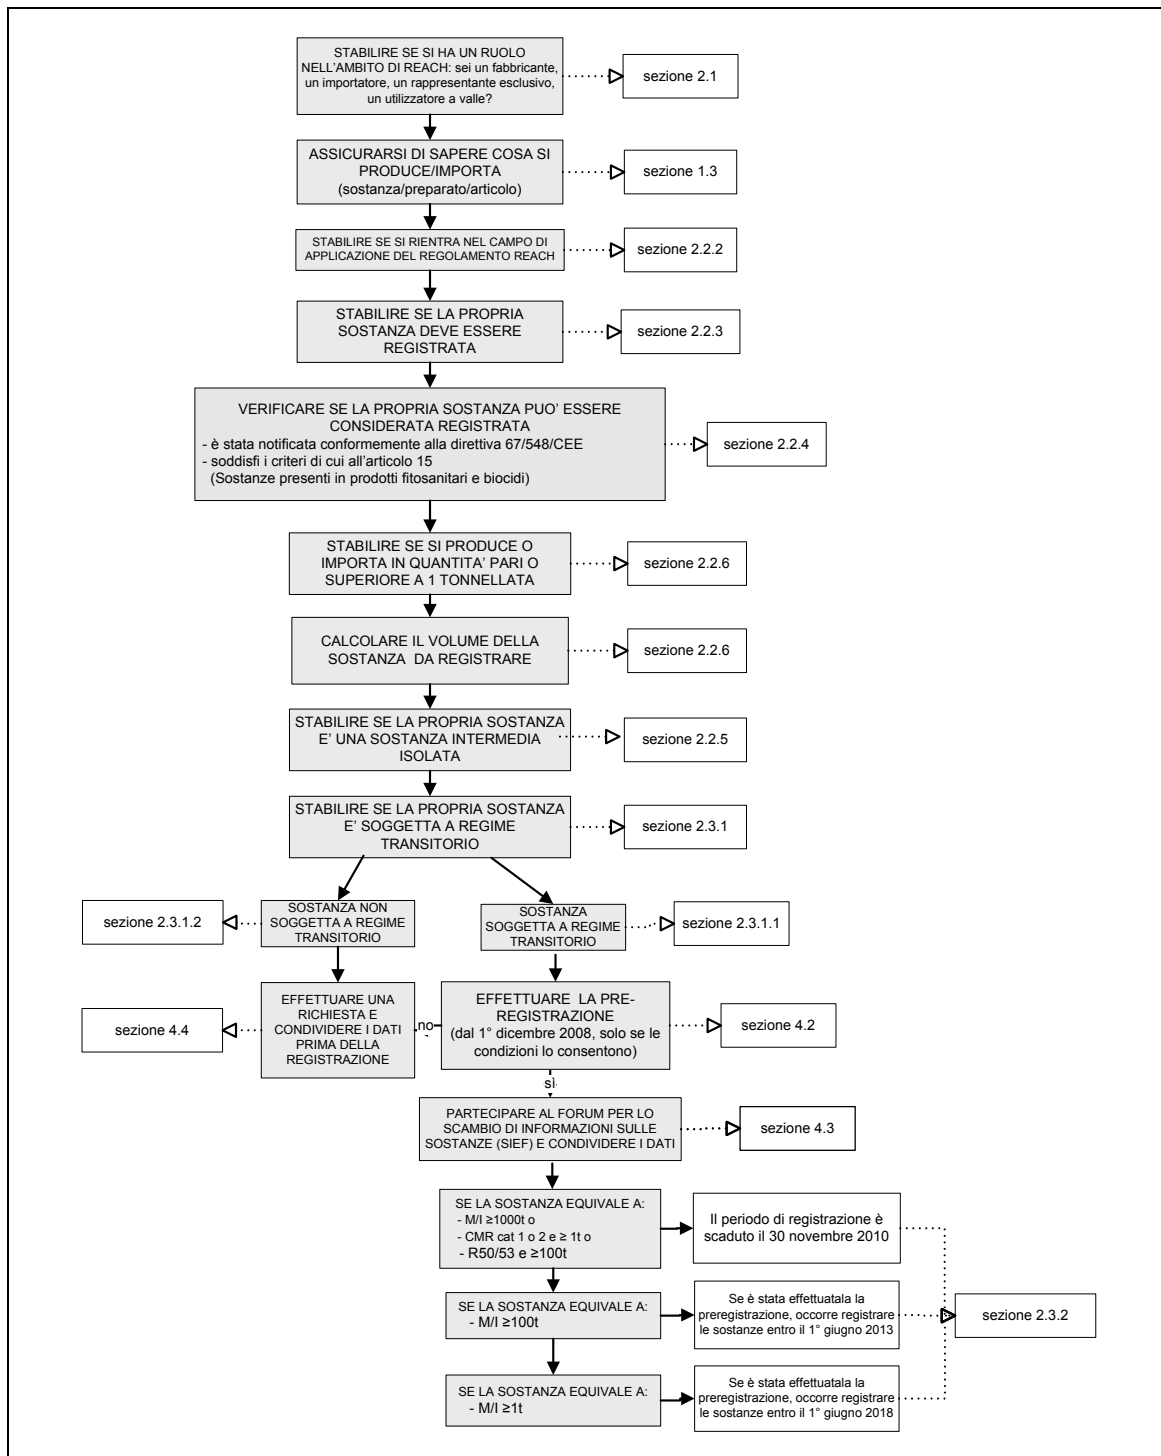 STABILIRE SE SI HA UN RUOLO
NELL'AMBITO DI REACH: sei un fabbricante,
un importatore, un rappresentante esclusivo,
un utilizzatore a valle?
sezione 2.1
ASSICURARSI DI SAPERE COSA SI
PRODUCE/IMPORTA
(sostanza/preparato/articolo)
sezione 1.3
STABILIRE SE SI RIENTRA NEL CAMPO DI
APPLICAZIONE DEL REGOLAMENTO REACH
sezione 2.2.2
STABILIRE SE LA PROPRIA
SOSTANZA DEVE ESSERE
REGISTRATA
sezione 2.2.3
VERIFICARE SE LA PROPRIA SOSTANZA PUO' ESSERE
CONSIDERATA REGISTRATA
- è stata notificata conformemente alla direttiva 67/548/CEE
- soddisfi i criteri di cui all'articolo 15
(Sostanze presenti in prodotti fitosanitari e biocidi)
sezione 2.2.4
STABILIRE SE SI PRODUCE O
IMPORTA IN QUANTITA' PARI O
SUPERIORE A 1 TONNELLATA
sezione 2.2.6
CALCOLARE IL VOLUME DELLA
SOSTANZA DA REGISTRARE
sezione 2.2.6
STABILIRE SE LA PROPRIA SOSTANZA
E' UNA SOSTANZA INTERMEDIA
ISOLATA
sezione 2.2.5
STABILIRE SE LA PROPRIA SOSTANZA
E' SOGGETTA A REGIME
TRANSITORIO
sezione 2.3.1
sezione 2.3.1.2
SOSTANZA NON
SOGGETTA A REGIME
TRANSITORIO
SOSTANZA
SOGGETTA A REGIME
TRANSITORIO
sezione 2.3.1.1
sezione 4.4
EFFETTUARE UNA
RICHIESTA E
CONDIVIDERE I DATI
PRIMA DELLA
REGISTRAZIONE
no
EFFETTUARE LA PRE-
REGISTRAZIONE
(dal 1° dicembre 2008, solo se le
condizioni lo consentono)
sezione 4.2
sì
PARTECIPARE AL FORUM PER LO
SCAMBIO DI INFORMAZIONI SULLE
SOSTANZE (SIEF) E CONDIVIDERE I DATI
sezione 4.3
SE LA SOSTANZA EQUIVALE A:
- M/I ≥1000t o
- CMR cat 1 o 2 e ≥ 1t o
- R50/53 e ≥100t
Il periodo di registrazione è
scaduto il 30 novembre 2010
SE LA SOSTANZA EQUIVALE A:
- M/I ≥100t
Se è stata effettuatala la
preregistrazione, occorre registrare
le sostanze entro il 1° giugno 2013
sezione 2.3.2
SE LA SOSTANZA EQUIVALE A:
- M/I ≥1t
Se è stata effettuatala la
preregistrazione, occorre registrare
le sostanze entro il 1° giugno 2018